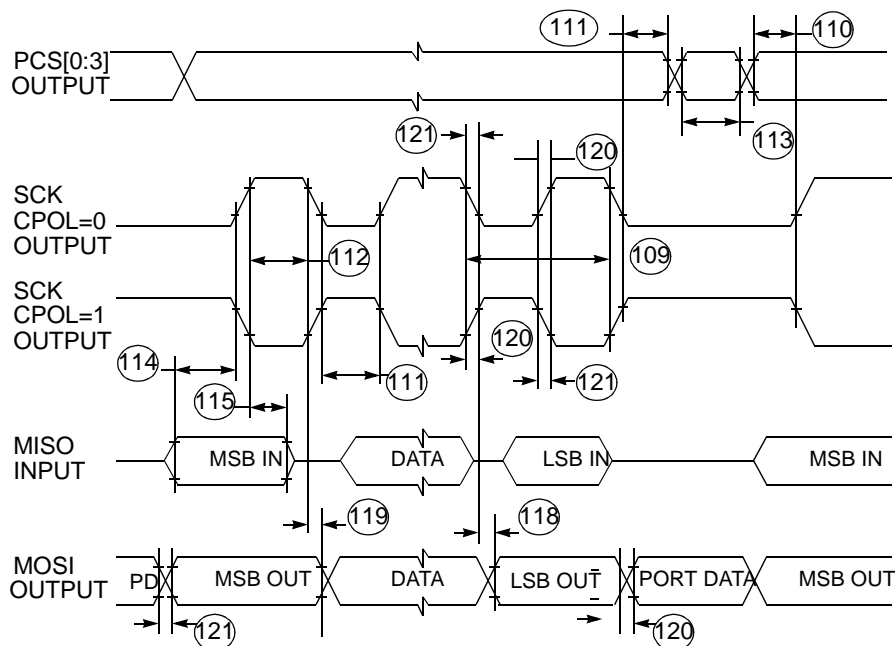 111
110
PCS[0:3]
OUTPUT
121
120
113
SCK
CPOL=0
OUTPUT
112
109
SCK
CPOL=1
OUTPUT
114
120
111
121
115
MISO
INPUT
MSB IN
DATA
LSB IN
MSB IN
119
118
MOSI
OUTPUT
PD
MSB OUT
DATA
LSB OUT
PORT DATA
MSB OUT
121
120